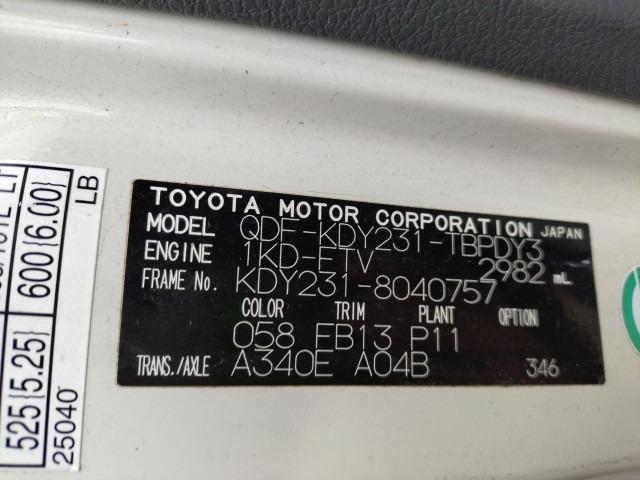 TOYOTA MOTOR CORPORATION JAPAN
MODEL QDF-KDY231-TBPDY3
ENGINE 1KD-FTV 2982 mL
FRAME No. KDY231-8040757
COLOR TRIM PLANT OPTION
058 FB13 P11
TRANS./AXLE A340E A04B 346
525(5.25) 600(6.00)
25040 LB